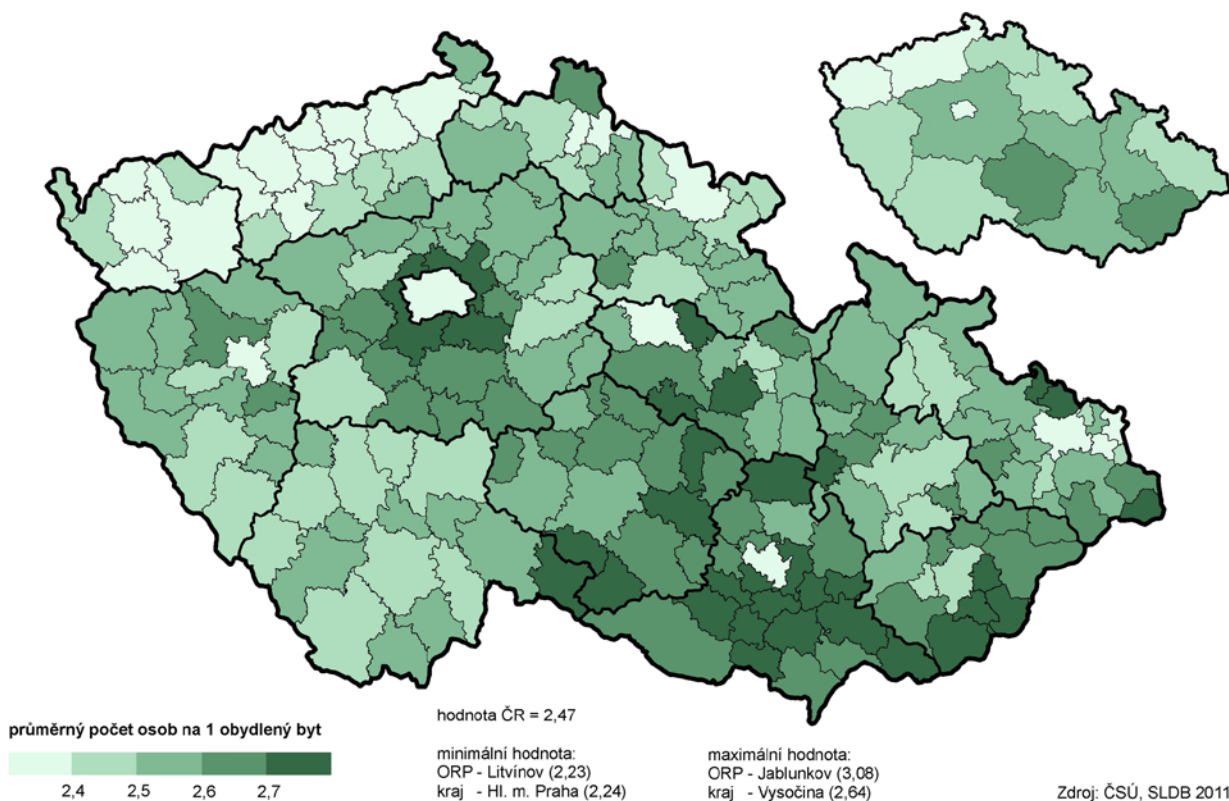 průměrný počet osob na 1 obydlený byt
2,4 2,5 2,6 2,7
hodnota ČR = 2,47
minimální hodnota:
ORP - Litvínov (2,23)
kraj - Hl. m. Praha (2,24)
maximální hodnota:
ORP - Jablunkov (3,08)
kraj - Vysočina (2,64)
Zdroj: ČSÚ, SLDB 2011